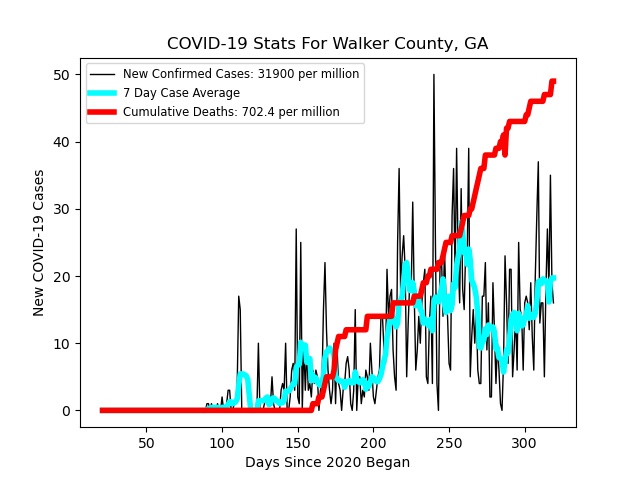 COVID-19 Stats For Walker County, GA
New Confirmed Cases: 31900 per million
7 Day Case Average
Cumulative Deaths: 702.4 per million
New COVID-19 Cases
50
40
30
20
10
0
50 100 150 200 250 300
Days Since 2020 Began